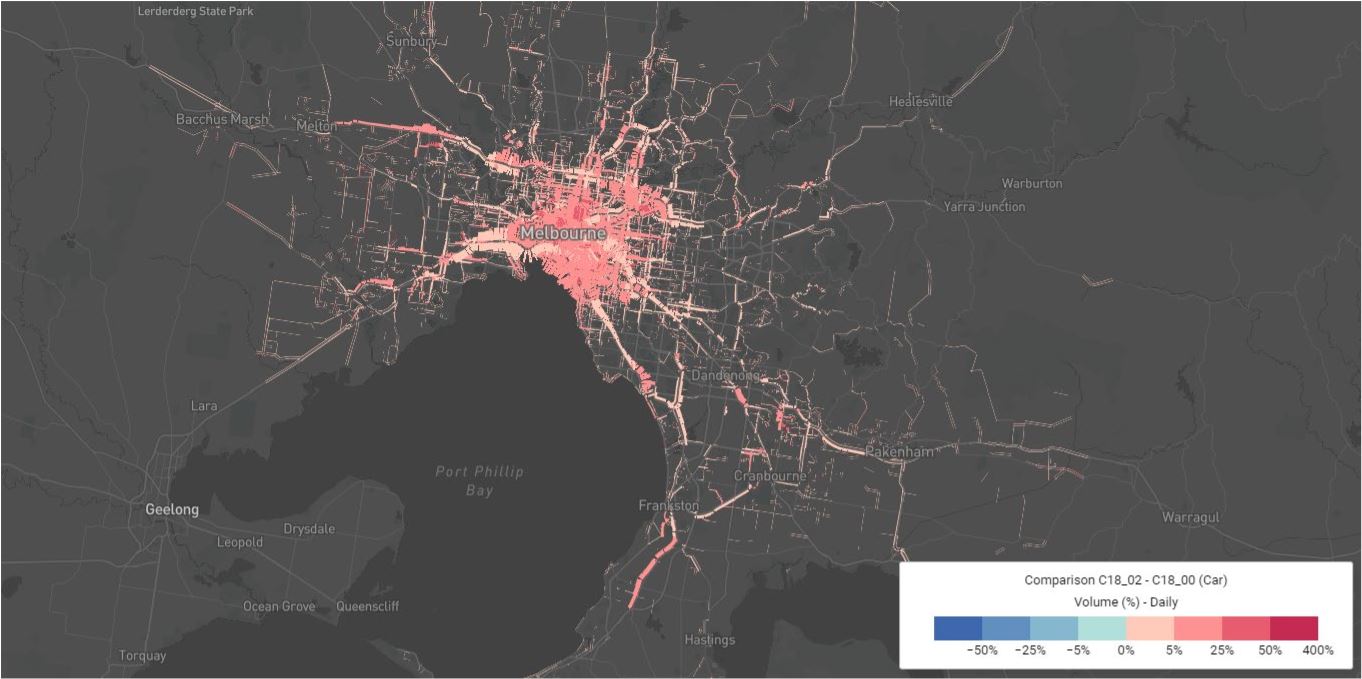 Lerderderg State Park
Sunbury
Healesville
Bacchus Marsh
Melton
Warburton
Yarra Junction
Melbourne
Dandenong
Lara
Pakenham
Port Phillip
Bay
Cranbourne
Geelong
Frankston
Warragul
Drysdale
Leopold
Ocean Grove
Queenscliff
Hastings
Torquay
Comparison C18_02 - C18_00 (Car)
Volume (%) - Daily
−50% −25% −5% 0% 5% 25% 50% 400%